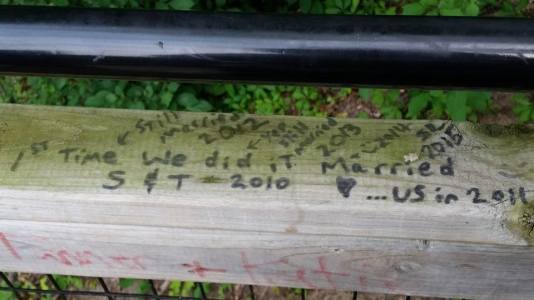 still married 2012
still married 2013
2015
1ST Time We did iT Married
S & T - 2010 ♥ ...US in 2011